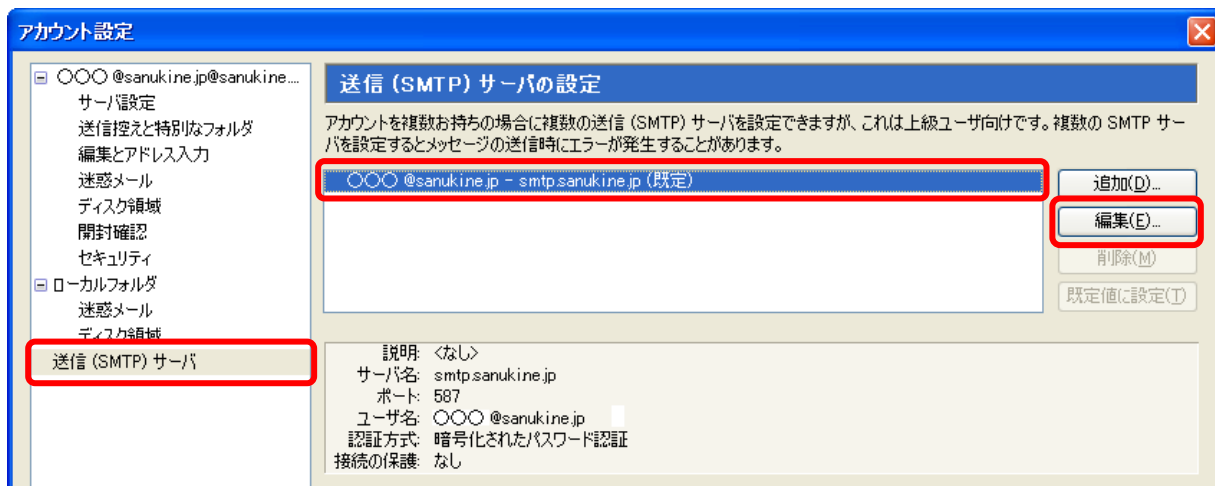 アカウント設定
〇〇〇 @sanukine.jp@sanukine...
サーバ設定
送信控えと特別なフォルダ
編集とアドレス入力
迷惑メール
ディスク領域
開封確認
セキュリティ
ローカルフォルダ
迷惑メール
ディスク領域
送信 (SMTP) サーバ
送信 (SMTP) サーバの設定
アカウントを複数お持ちの場合に複数の送信 (SMTP) サーバを設定できますが、これは上級ユーザ向けです。複数の SMTP サー
バを設定するとメッセージの送信時にエラーが発生することがあります。
〇〇〇 @sanukine.jp - smtp.sanukine.jp (既定)
追加(D)...
編集(E)...
削除(M)
既定値に設定(T)
説明: <なし>
サーバ名: smtp.sanukine.jp
ポート: 587
ユーザ名: 〇〇〇 @sanukine.jp
認証方式: 暗号化されたパスワード認証
接続の保護: なし